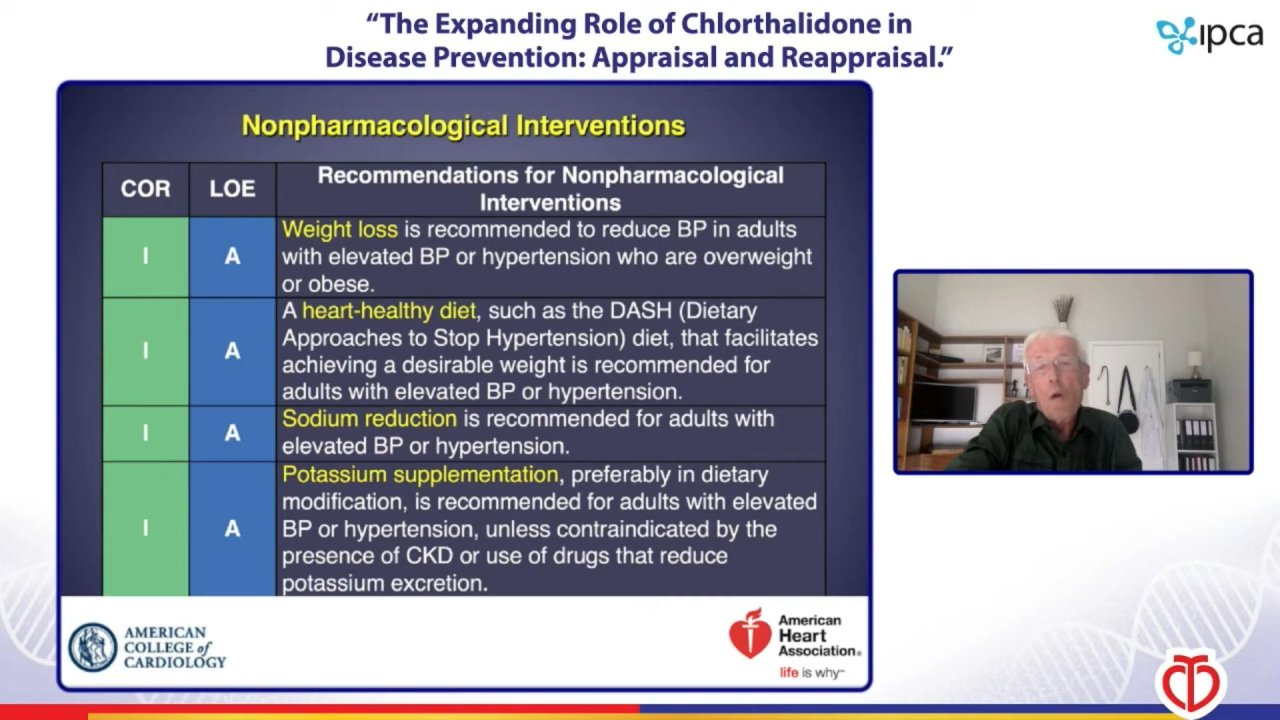 “The Expanding Role of Chlorthalidone in
Disease Prevention: Appraisal and Reappraisal.”
ipca
Nonpharmacological Interventions
COR
LOE
Recommendations for Nonpharmacological
Interventions
I
A
Weight loss is recommended to reduce BP in adults
with elevated BP or hypertension who are overweight
or obese.
I
A
A heart-healthy diet, such as the DASH (Dietary
Approaches to Stop Hypertension) diet, that facilitates
achieving a desirable weight is recommended for
adults with elevated BP or hypertension.
I
A
Sodium reduction is recommended for adults with
elevated BP or hypertension.
I
A
Potassium supplementation, preferably in dietary
modification, is recommended for adults with elevated
BP or hypertension, unless contraindicated by the
presence of CKD or use of drugs that reduce
potassium excretion.
AMERICAN
COLLEGE of
CARDIOLOGY
American
Heart
Association®
life is why™